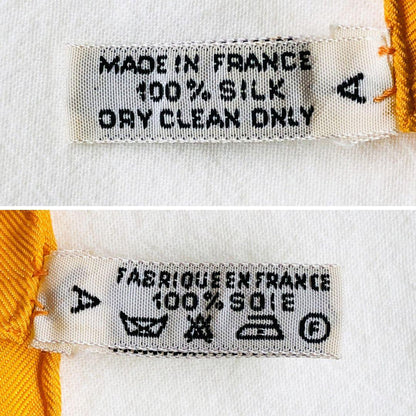 MADE IN FRANCE
100% SILK
DRY CLEAN ONLY
A
FABRIQUE EN FRANCE
100% SOIE
A
F